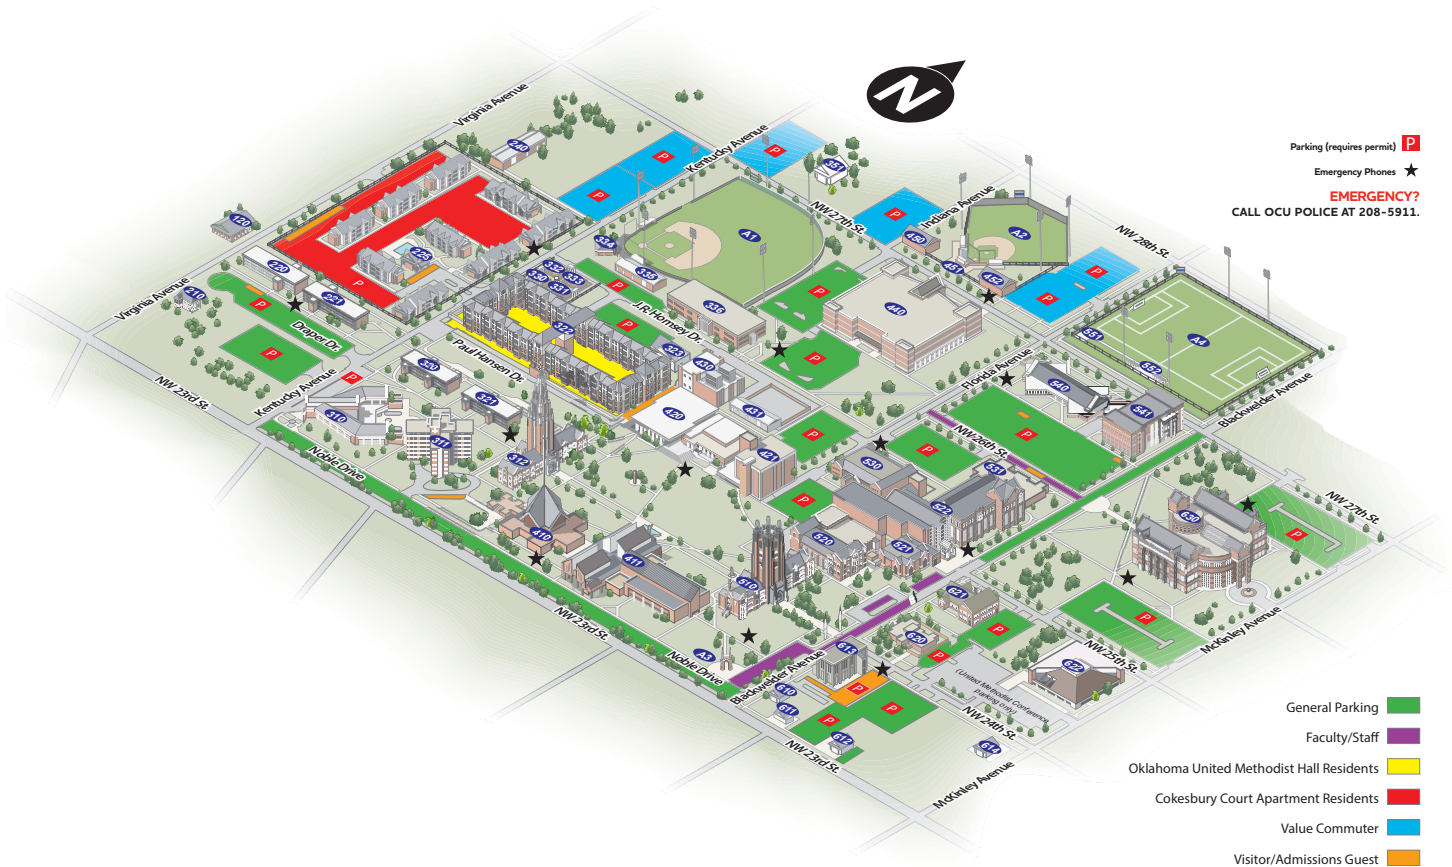 N
Virginia Avenue
Kentucky Avenue
NW 27th St.
Indiana Avenue
NW 28th St.
Parking (requires permit) P
Emergency Phones
EMERGENCY?
CALL OCU POLICE AT 208-5911.
240
P
P
P
351
P
120
225
220
221
P
210
Virginia Avenue
P
Draper Dr.
P
Kentucky Avenue
P
NW 23rd St.
334
335
332
333
330
331
P
A1
J.R. Homsey Dr.
336
P
322
323
P
P
440
450
451
452
A2
P
P
551
552
A4
Florida Avenue
Blackwelder Avenue
540
541
Paul Hansen Dr.
320
321
310
311
312
430
420
431
421
P
P
P
NW 26th St.
P
530
531
522
520
521
Noble Drive
410
411
510
NW 23rd St.
A3
Noble Drive
Blackwelder Avenue
613
620
621
P
P
P
P
P
610
611
612
NW 23rd St.
(United Methodist Conference
parking only)
622
NW 24th St.
614
NW 25th St.
McKinley Avenue
McKinley Avenue
630
P
P
NW 27th St.
General Parking
Faculty/Staff
Oklahoma United Methodist Hall Residents
Cokesbury Court Apartment Residents
Value Commuter
Visitor/Admissions Guest